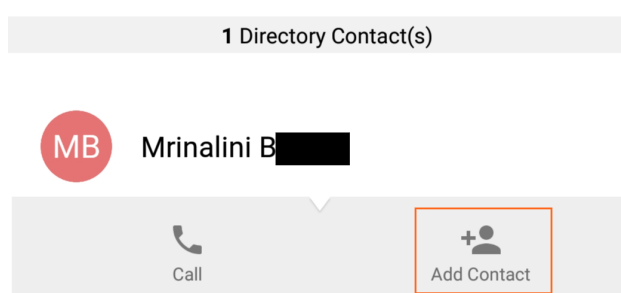 1 Directory Contact(s)
MB
Mrinalini B
Call
Add Contact